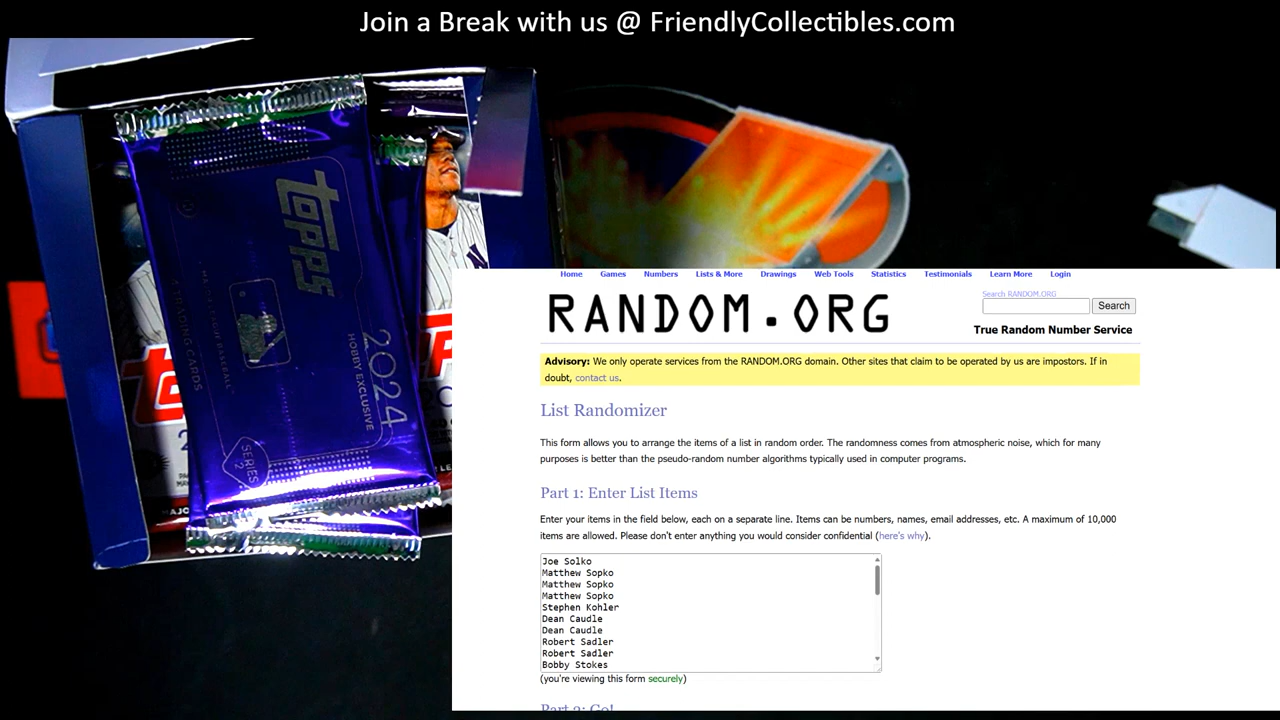 Join a Break with us @ FriendlyCollectibles.com
topps
TRADING CARDS
MAJOR LEAGUE BASEBALL
2024
HOBBY EXCLUSIVE
SERIES 2
Home Games Numbers Lists & More Drawings Web Tools Statistics Testimonials Learn More Login
RANDOM.ORG
Search RANDOM.ORG
Search
True Random Number Service
Advisory: We only operate services from the RANDOM.ORG domain. Other sites that claim to be operated by us are impostors. If in
doubt, contact us.
List Randomizer
This form allows you to arrange the items of a list in random order. The randomness comes from atmospheric noise, which for many
purposes is better than the pseudo-random number algorithms typically used in computer programs.
Part 1: Enter List Items
Enter your items in the field below, each on a separate line. Items can be numbers, names, email addresses, etc. A maximum of 10,000
items are allowed. Please don't enter anything you would consider confidential (here's why).
Joe Solko
Matthew Sopko
Matthew Sopko
Matthew Sopko
Stephen Kohler
Dean Caudle
Dean Caudle
Robert Sadler
Robert Sadler
Bobby Stokes
(you're viewing this form securely)
Part 2: Go!